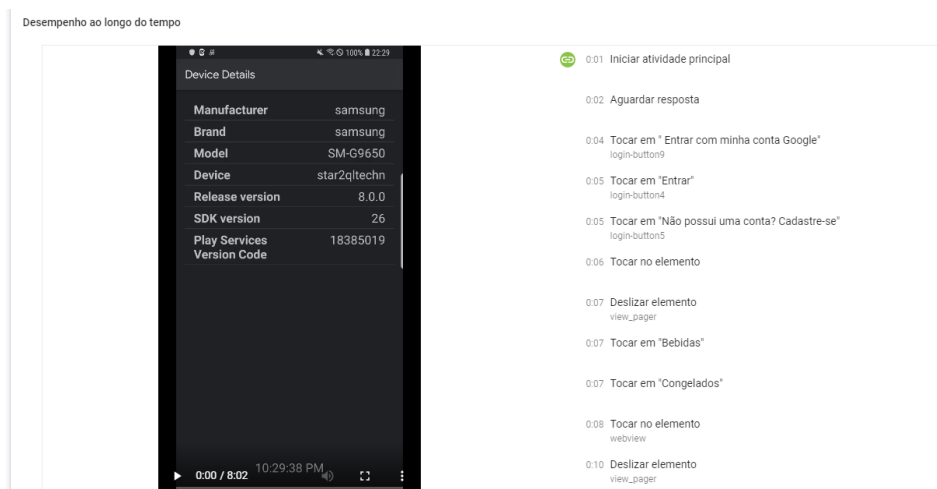 Desempenho ao longo do tempo
100% 22:29
Device Details
Manufacturer samsung
Brand samsung
Model SM-G9650
Device star2qltechn
Release version 8.0.0
SDK version 26
Play Services 18385019
Version Code
0:00 / 8:02 10:29:38 PM
0:01 Iniciar atividade principal
0:02 Aguardar resposta
0:04 Tocar em " Entrar com minha conta Google"
login-button9
0:05 Tocar em "Entrar"
login-button4
0:05 Tocar em "Não possui uma conta? Cadastre-se"
login-button5
0:06 Tocar no elemento
0:07 Deslizar elemento
view_pager
0:07 Tocar em "Bebidas"
0:07 Tocar em "Congelados"
0:08 Tocar no elemento
webview
0:10 Deslizar elemento
view_pager